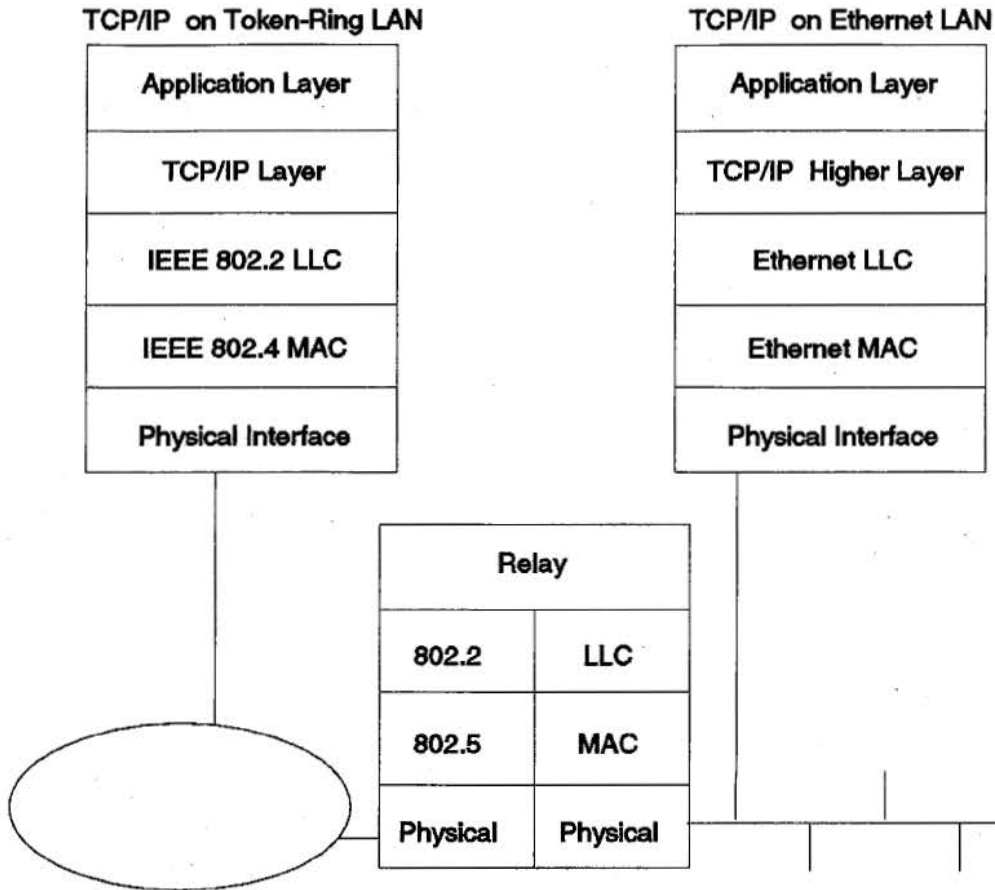 TCP/IP on Token-Ring LAN
Application Layer
TCP/IP Layer
IEEE 802.2 LLC
IEEE 802.4 MAC
Physical Interface
TCP/IP on Ethernet LAN
Application Layer
TCP/IP Higher Layer
Ethernet LLC
Ethernet MAC
Physical Interface
Relay
802.2 LLC
802.5 MAC
Physical Physical